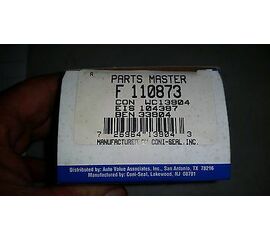 A
PARTS MASTER
F 110873
CON WC13904
EIS 104387
BEN 33804
7 28984 13904 3
MANUFACTURED BY CONI-SEAL, INC.
Distributed by: Auto Value Associates, Inc., San Antonio, TX 78216
Manufactured by: Coni-Seal, Lakewood, NJ 08701